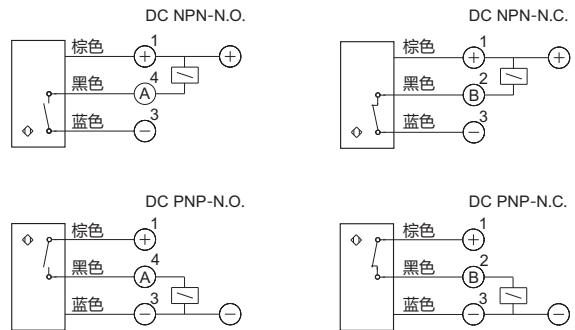 DC NPN-N.O.
棕色 1
+ +
黑色 4
A
蓝色 3
−
DC NPN-N.C.
棕色 1
+ +
黑色 2
B
蓝色 3
−
DC PNP-N.O.
棕色 1
+
黑色 4
A
蓝色 3
− −
DC PNP-N.C.
棕色 1
+
黑色 2
B
蓝色 3
− −